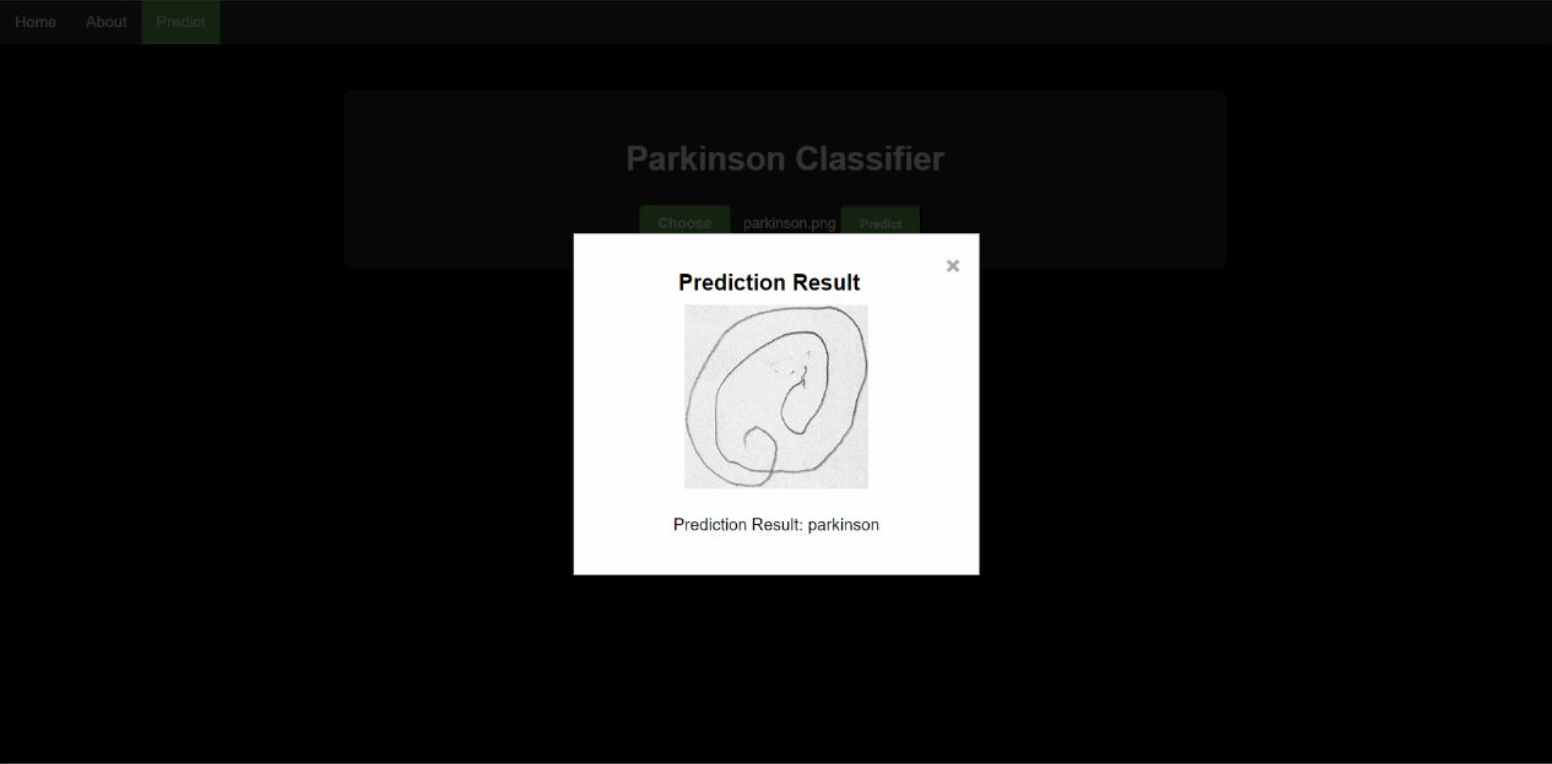 Home About Predict
Parkinson Classifier
Choose parkinson.png Predict
×
Prediction Result
Prediction Result: parkinson